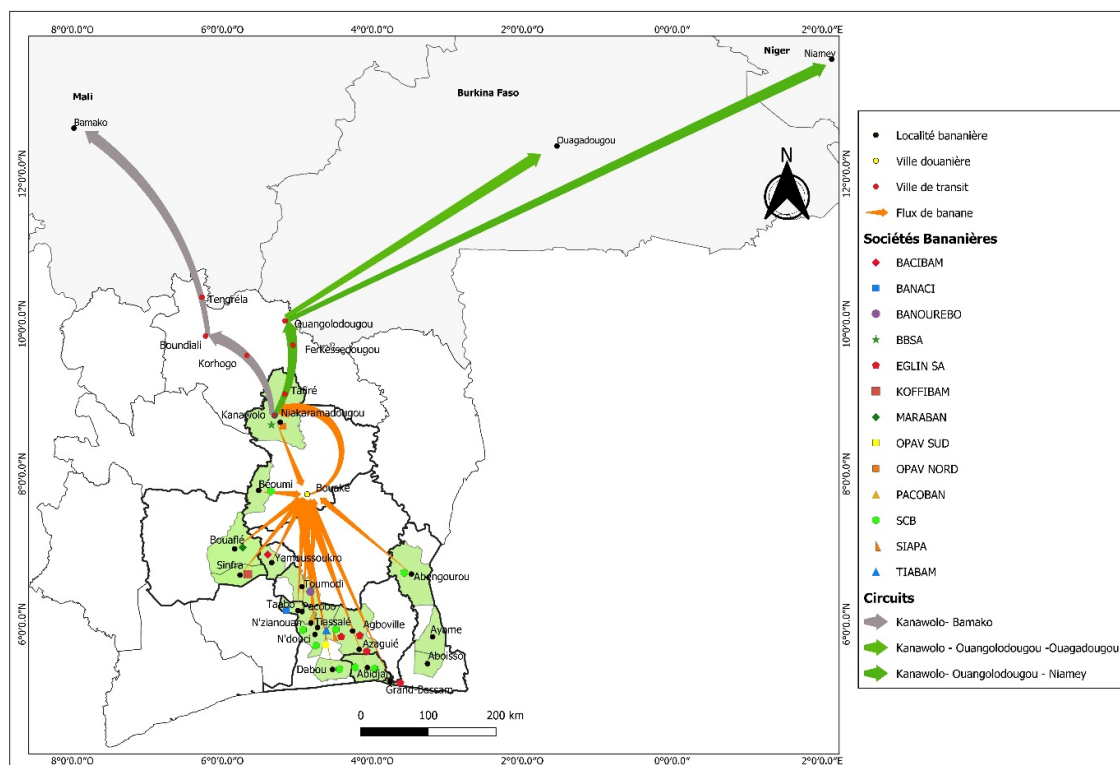 8°0'0.0"N 6°0'0.0"O 4°0'0.0"O 2°0'0.0"O 0°0'0.0"O 2°0'0.0"E
Niger
Niamey
Mali
Burkina Faso
Bamako
Ouagadougou
N
12°0'0.0"N
12°0'0.0"N
Tengréla
10°0'0.0"N
Ouangolodougou
10°0'0.0"N
Boundiali
Ferkessedougou
Korhogo
Tafiré
Kanawolo
Niakaramadougou
8°0'0.0"N
Béoumi
Bouaké
8°0'0.0"N
Bouaflé
Yamoussoukro
Sinfra
Abengourou
Toumodi
Taabo
Pacobo
6°0'0.0"N
N'zianouan
Tiassalé
Agboville
Ayame
6°0'0.0"N
N'douci
Azaguié
Aboisso
Dabou
Abidjan
Grand-Bassam
0 100 200 km
8°0'0.0"O 6°0'0.0"O 4°0'0.0"O 2°0'0.0"O 0°0'0.0"O 2°0'0.0"E
Localité bananière
Ville douanière
Ville de transit
Flux de banane
Sociétés Bananières
BACIBAM
BANACI
BANOUREBO
BBSA
EGLIN SA
KOFFIBAM
MARABAN
OPAV SUD
OPAV NORD
PACOBAN
SCB
SIAPA
TIABAM
Circuits
Kanawolo- Bamako
Kanawolo - Ouangolodougou -Ouagadougou
Kanawolo- Ouangolodougou - Niamey